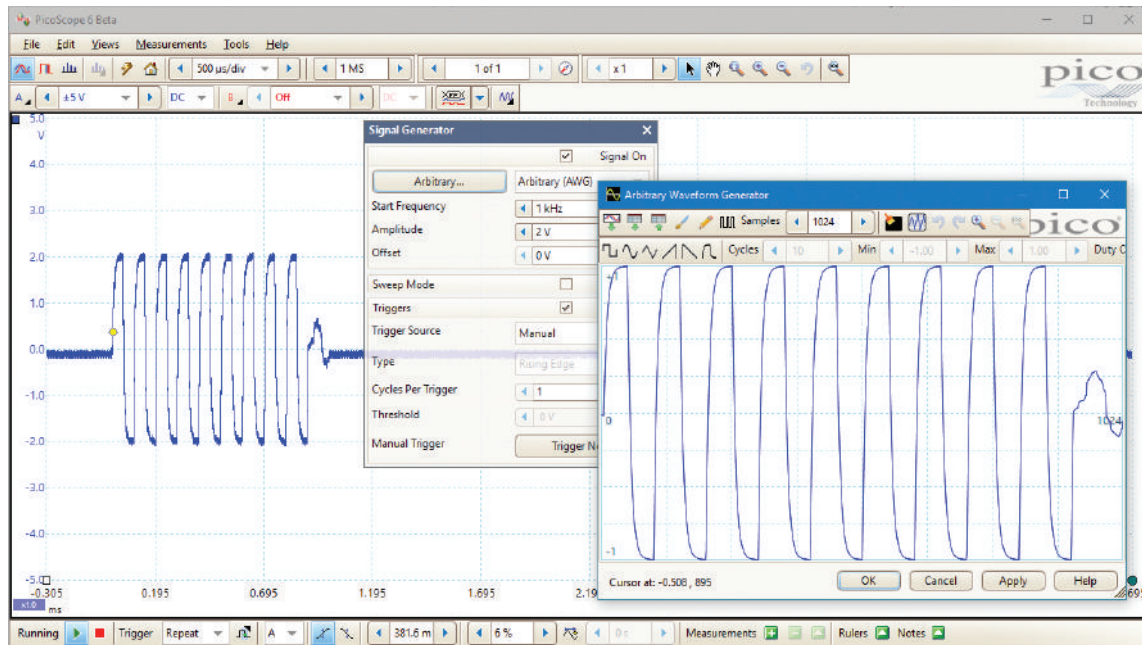 PicoScope 6 Beta
File Edit Views Measurements Tools Help
500 µs/div 1 MS 1 of 1 x 1
pico
Technology
A ±5 V DC B Off DC
5.0
V
4.0
3.0
2.0
1.0
0.0
-1.0
-2.0
-3.0
-4.0
-5.0
-0.305 0.195 0.695 1.195 1.695 2.19 695
x1.0 ms
Signal Generator
Signal On
Arbitrary... Arbitrary (AWG)
Start Frequency 1 kHz
Amplitude 2 V
Offset 0 V
Sweep Mode
Triggers
Trigger Source Manual
Type Rising Edge
Cycles Per Trigger 1
Threshold 0 V
Manual Trigger Trigger N
Arbitrary Waveform Generator
Samples 1024 pico
Cycles 10 Min -1.00 Max 1.00 Duty C
+1
0 1024
-1
Cursor at: -0.508 , 895 OK Cancel Apply Help
Running Trigger Repeat A 381.6 m 6 % 0 s Measurements Rulers Notes